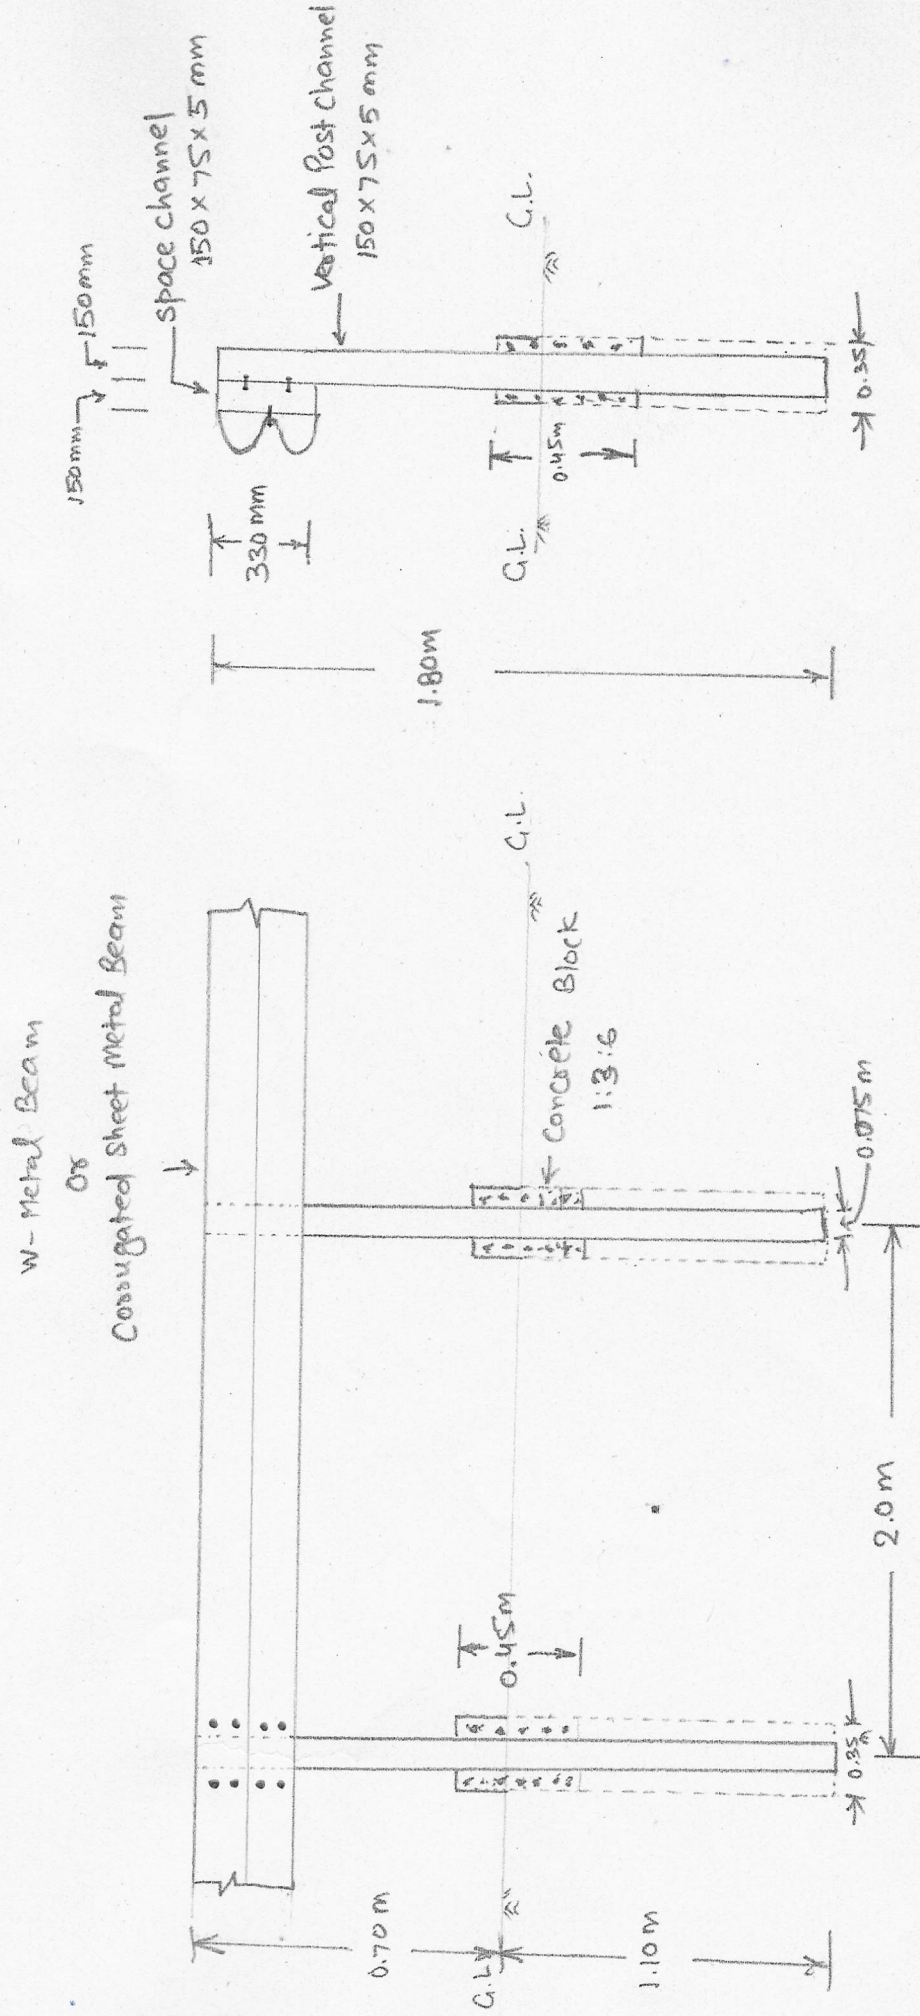 W-Metal Beam
Or
Corrugated Sheet Metal Beam
0.70 m
G.L.
1.10 m
0.45m
0.35m
2.0 m
0.075 m
Concrete Block
1:3:6
G.L.
1.80m
330 mm
150mm
150mm
Space Channel
150 x 75 x 5 mm
Vertical Post Channel
150 x 75 x 5 mm
G.L.
G.L.
0.45m
0.35